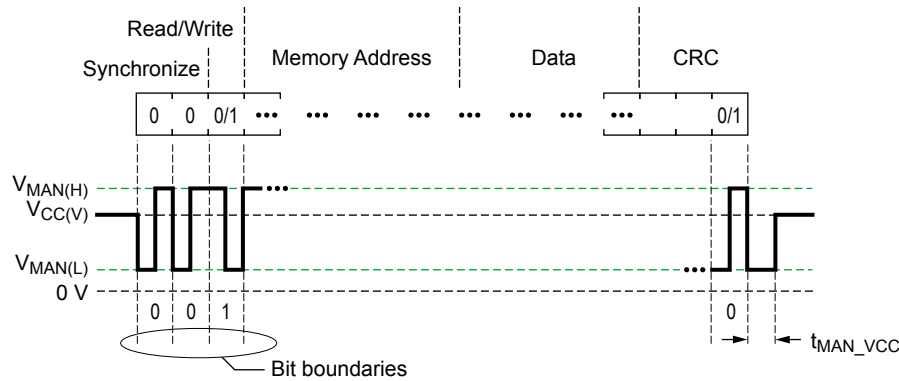 Read/Write
Synchronize
Memory Address
Data
CRC
0 0 0/1 ••• ••• ••• ••• ••• ••• ••• ••• 0/1
VMAN(H)
•••
VCC(V)
VMAN(L)
•••
0 V
0 0 1 0
tMAN_VCC
Bit boundaries